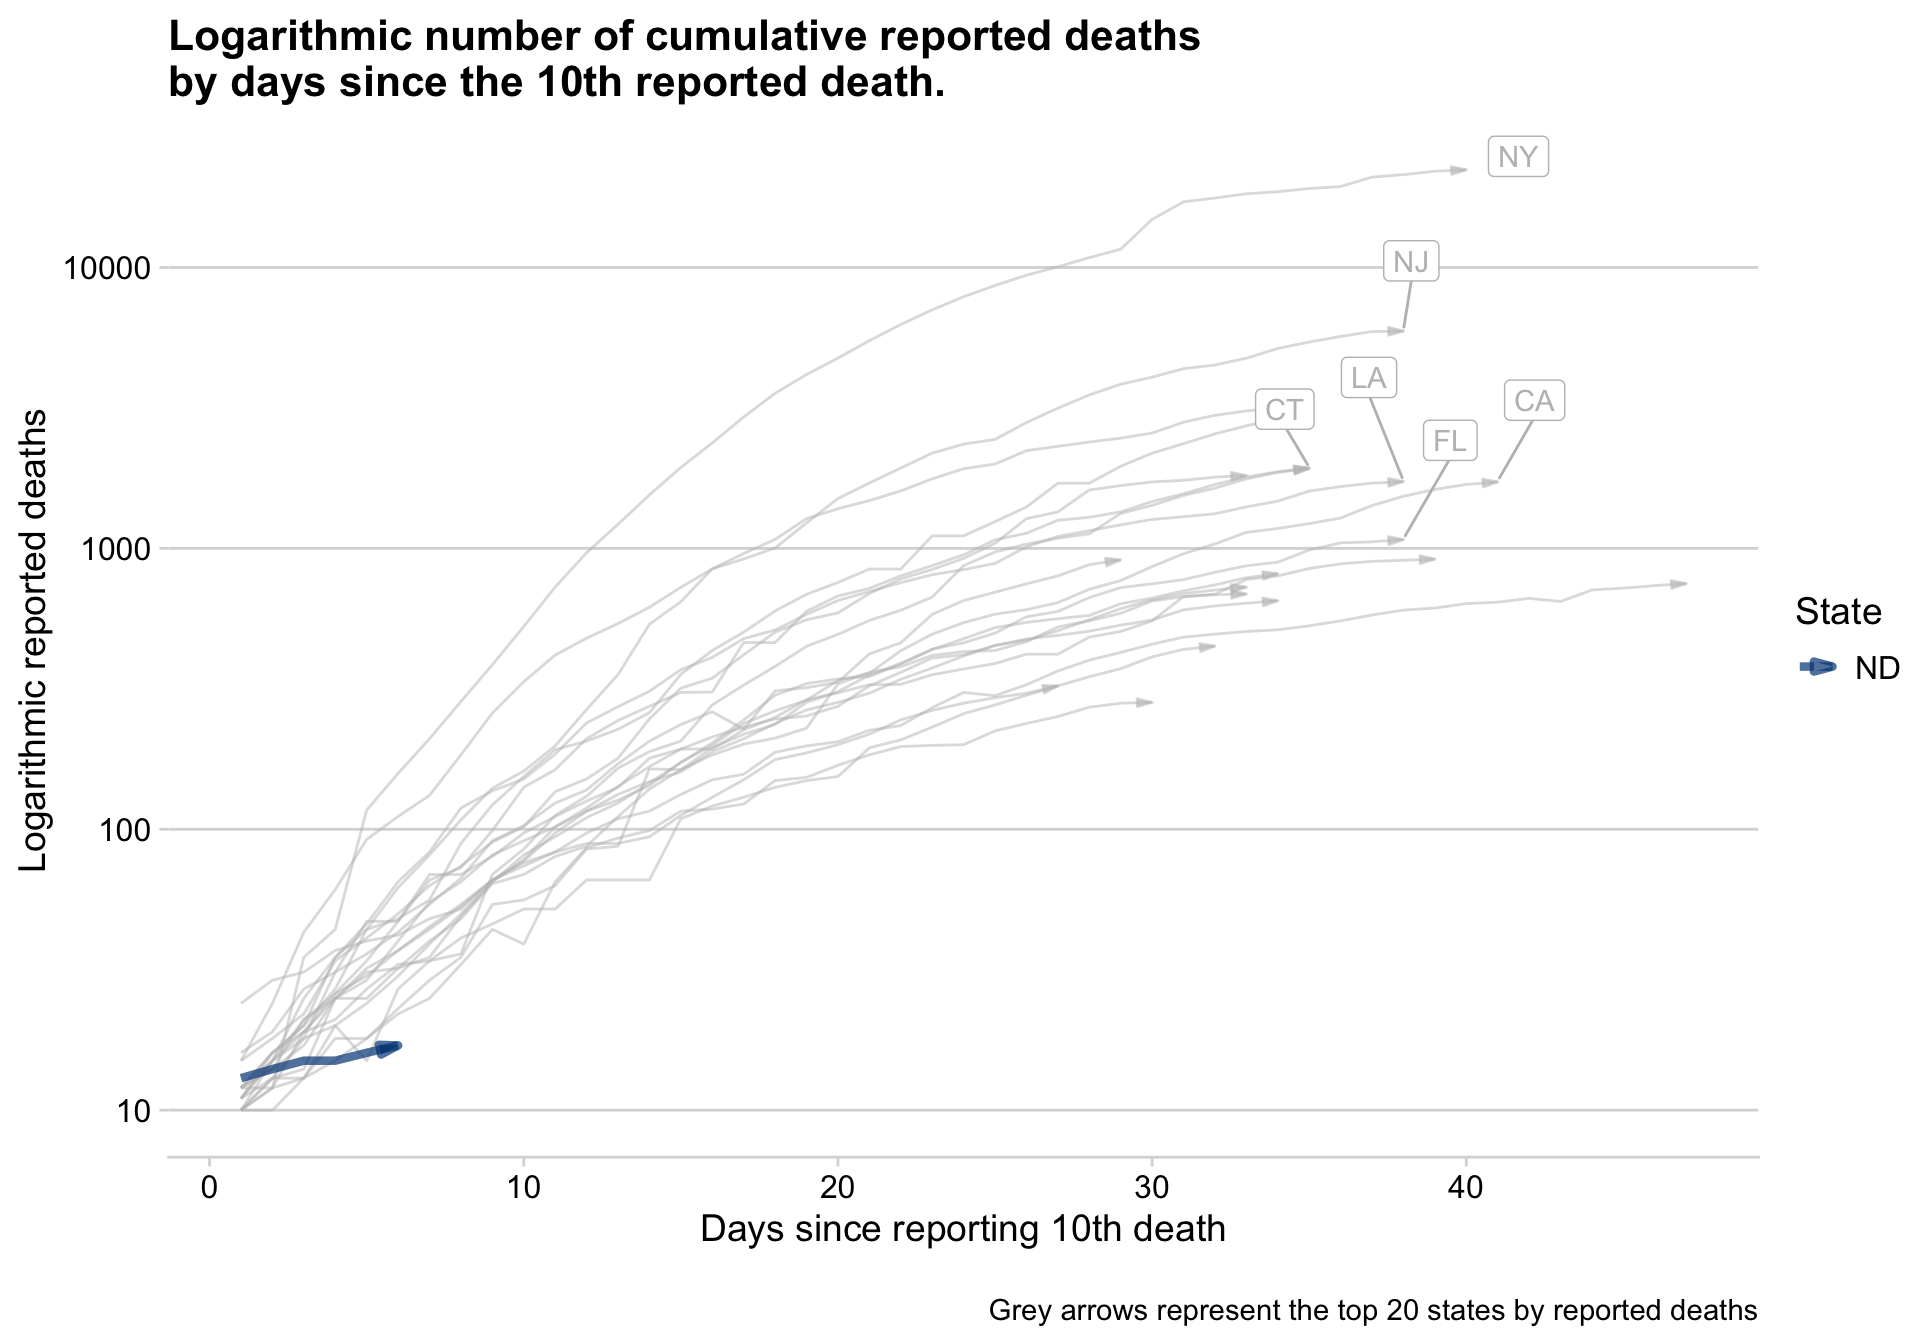 Logarithmic number of cumulative reported deaths
by days since the 10th reported death.
NY
NJ
LA
CA
CT
FL
10000
1000
100
10
Logarithmic reported deaths
State
ND
0 10 20 30 40
Days since reporting 10th death
Grey arrows represent the top 20 states by reported deaths